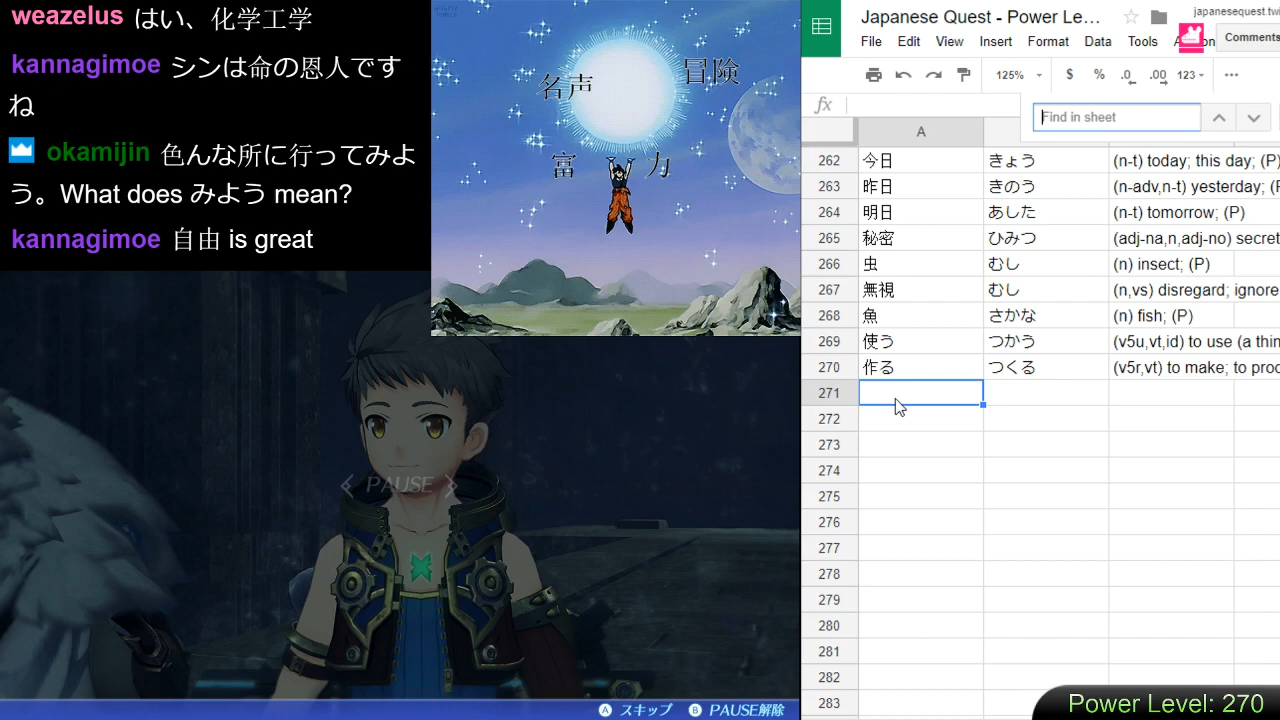 weazelus はい、化学工学
kannagimoe シンは命の恩人です
ね
okamijin 色んな所に行ってみよ
う。What does みよう mean?
kannagimoe 自由 is great
名声
冒険
富
力
PAUSE
A スキップ B PAUSE解除
Japanese Quest - Power Le...
japanesequest.twi
File Edit View Insert Format Data Tools
Comments
125% $ % .0 .00 123
fx
Find in sheet
A
262 今日 きょう (n-t) today; this day; (P)
263 昨日 きのう (n-adv,n-t) yesterday; (P
264 明日 あした (n-t) tomorrow; (P)
265 秘密 ひみつ (adj-na,n,adj-no) secret
266 虫 むし (n) insect; (P)
267 無視 むし (n,vs) disregard; ignore
268 魚 さかな (n) fish; (P)
269 使う つかう (v5u,vt,id) to use (a thin
270 作る つくる (v5r,vt) to make; to prod
271
272
273
274
275
276
277
278
279
280
281
282
283
Power Level: 270